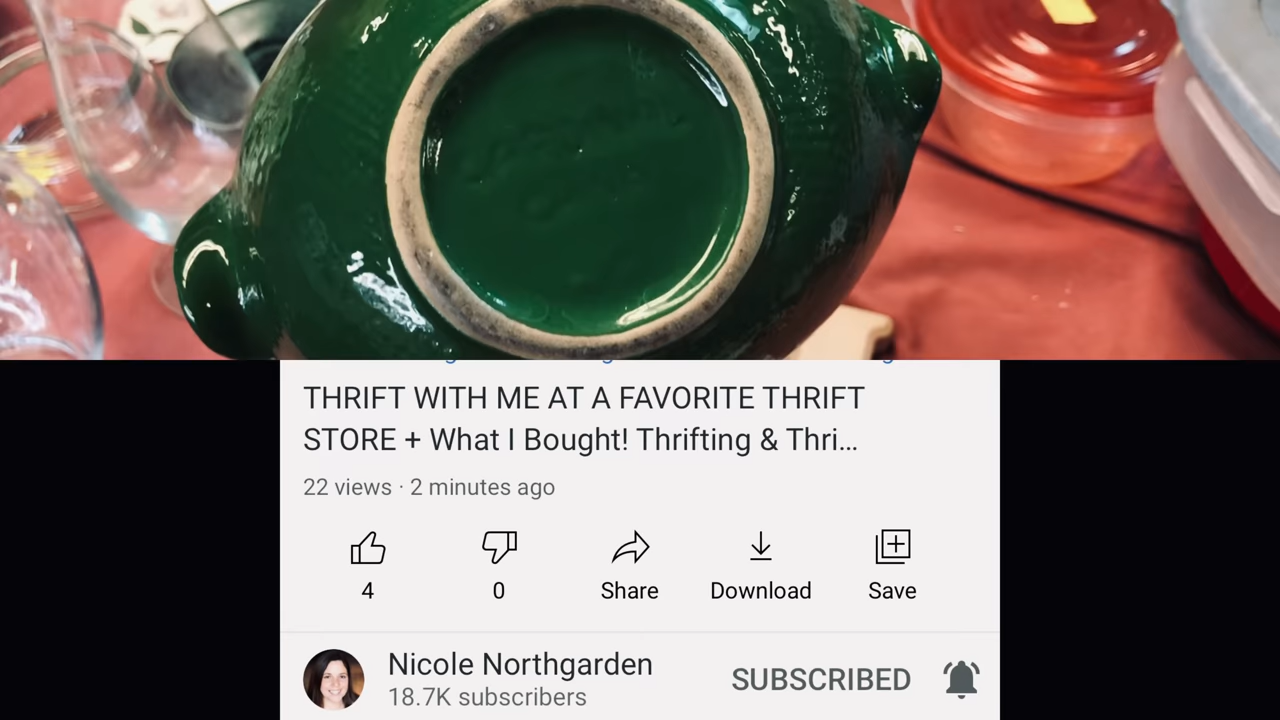 THRIFT WITH ME AT A FAVORITE THRIFT
STORE + What I Bought! Thrifting & Thri...
22 views · 2 minutes ago
4
0
Share
Download
Save
Nicole Northgarden
18.7K subscribers
SUBSCRIBED